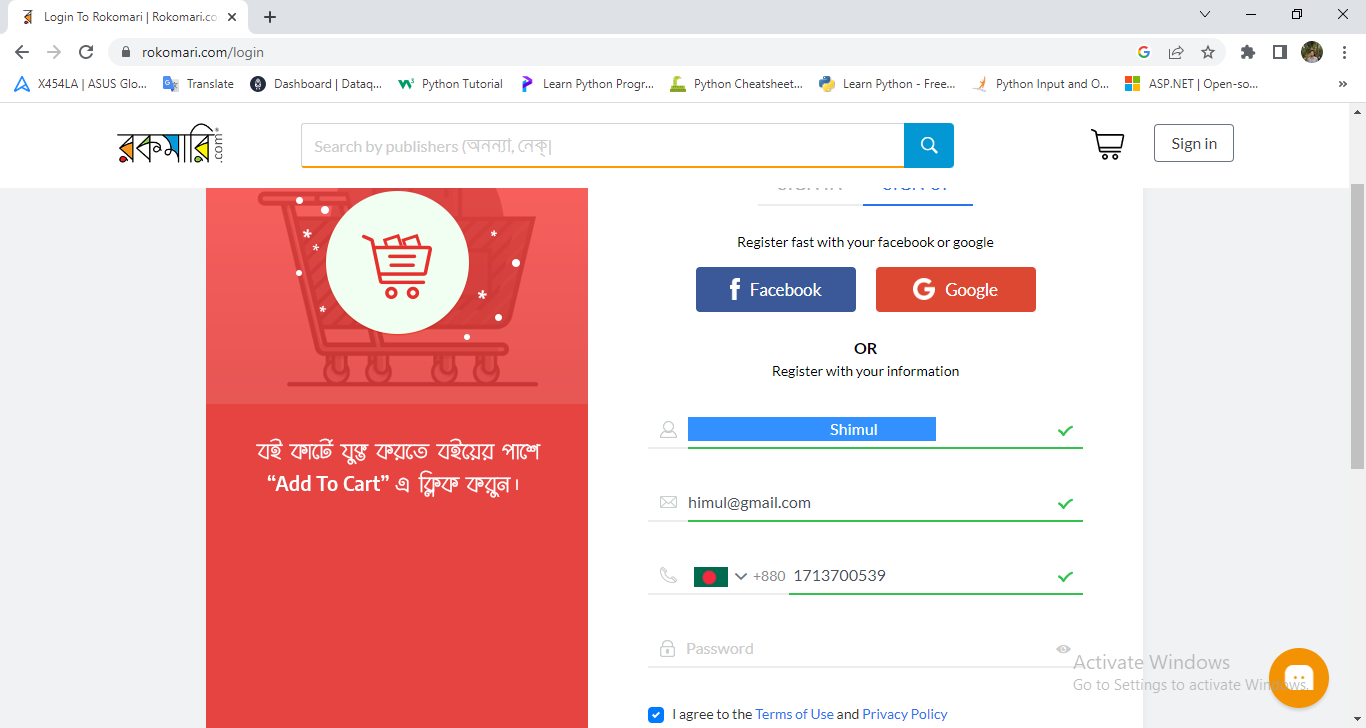 Login To Rokomari | Rokomari.co
rokomari.com/login
X454LA | ASUS Glo... Translate Dashboard | Dataq... Python Tutorial Learn Python Progr... Python Cheatsheet... Learn Python - Free... Python Input and O... ASP.NET | Open-so... »
রকমারি.com
Search by publishers (অনন্যা, নেক্|
Sign in
SIGN IN SIGN UP
Register fast with your facebook or google
Facebook Google
OR
Register with your information
Shimul
himul@gmail.com
+880 1713700539
Password
I agree to the Terms of Use and Privacy Policy
বই কার্টে যুক্ত করতে বইয়ের পাশে
“Add To Cart” এ ক্লিক করুন।
Activate Windows
Go to Settings to activate Windows.